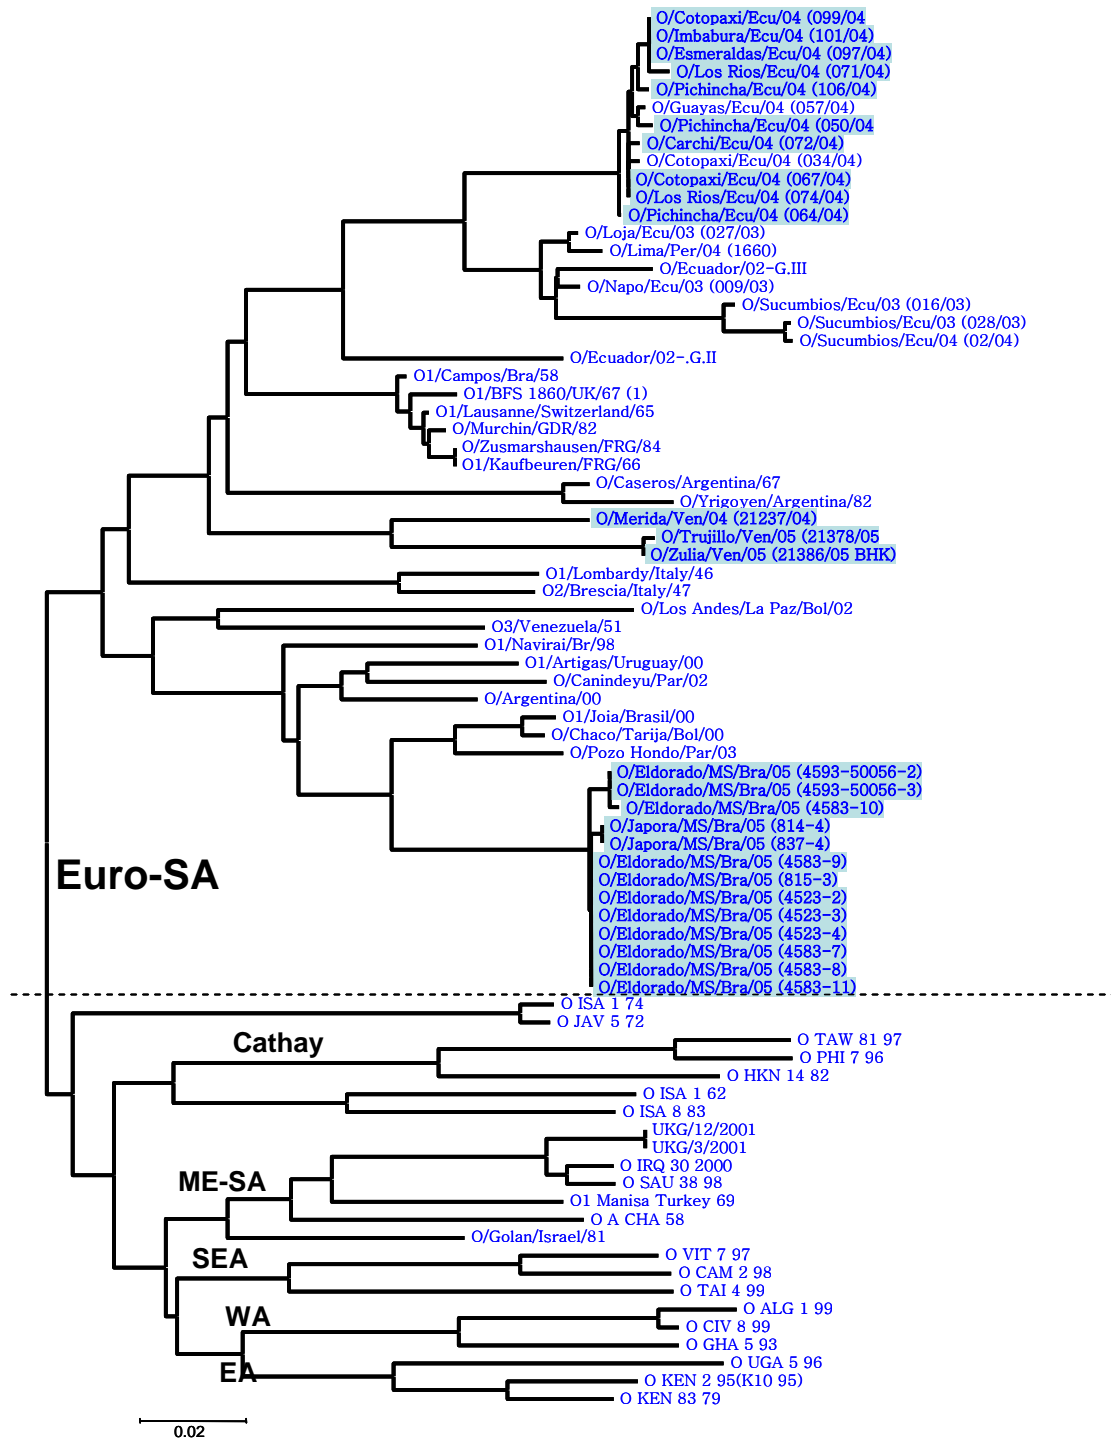 O/Cotopaxi/Ecu/04 (099/04
O/Imbabura/Ecu/04 (101/04)
O/Esmeraldas/Ecu/04 (097/04)
O/Los Rios/Ecu/04 (071/04)
O/Pichincha/Ecu/04 (106/04)
O/Guayas/Ecu/04 (057/04)
O/Pichincha/Ecu/04 (050/04
O/Carchi/Ecu/04 (072/04)
O/Cotopaxi/Ecu/04 (034/04)
O/Cotopaxi/Ecu/04 (067/04)
O/Los Rios/Ecu/04 (074/04)
O/Pichincha/Ecu/04 (064/04)
O/Loja/Ecu/03 (027/03)
O/Lima/Per/04 (1660)
O/Ecuador/02-G.III
O/Napo/Ecu/03 (009/03)
O/Sucumbios/Ecu/03 (016/03)
O/Sucumbios/Ecu/03 (028/03)
O/Sucumbios/Ecu/04 (02/04)
O/Ecuador/02-.G.II
O1/Campos/Bra/58
O1/BFS 1860/UK/67 (1)
O1/Lausanne/Switzerland/65
O/Murchin/GDR/82
O/Zusmarshausen/FRG/84
O1/Kaufbeuren/FRG/66
O/Caseros/Argentina/67
O/Yrigoyen/Argentina/82
O/Merida/Ven/04 (21237/04)
O/Trujillo/Ven/05 (21378/05
O/Zulia/Ven/05 (21386/05 BHK)
O1/Lombardy/Italy/46
O2/Brescia/Italy/47
O/Los Andes/La Paz/Bol/02
O3/Venezuela/51
O1/Navirai/Br/98
O1/Artigas/Uruguay/00
O/Canindeyu/Par/02
O/Argentina/00
O1/Joia/Brasil/00
O/Chaco/Tarija/Bol/00
O/Pozo Hondo/Par/03
O/Eldorado/MS/Bra/05 (4593-50056-2)
O/Eldorado/MS/Bra/05 (4593-50056-3)
O/Eldorado/MS/Bra/05 (4583-10)
O/Japora/MS/Bra/05 (814-4)
O/Japora/MS/Bra/05 (837-4)
O/Eldorado/MS/Bra/05 (4583-9)
Euro-SA
O/Eldorado/MS/Bra/05 (815-3)
O/Eldorado/MS/Bra/05 (4523-2)
O/Eldorado/MS/Bra/05 (4523-3)
O/Eldorado/MS/Bra/05 (4523-4)
O/Eldorado/MS/Bra/05 (4583-7)
O/Eldorado/MS/Bra/05 (4583-8)
O/Eldorado/MS/Bra/05 (4583-11)
O ISA 1 74
O JAV 5 72
Cathay
O TAW 81 97
O PHI 7 96
O HKN 14 82
O ISA 1 62
O ISA 8 83
UKG/12/2001
UKG/3/2001
O IRQ 30 2000
ME-SA
O SAU 38 98
O1 Manisa Turkey 69
O A CHA 58
O/Golan/Israel/81
SEA
O VIT 7 97
O CAM 2 98
O TAI 4 99
WA
O ALG 1 99
O CIV 8 99
O GHA 5 93
O UGA 5 96
EA
O KEN 2 95(K10 95)
O KEN 83 79
0.02